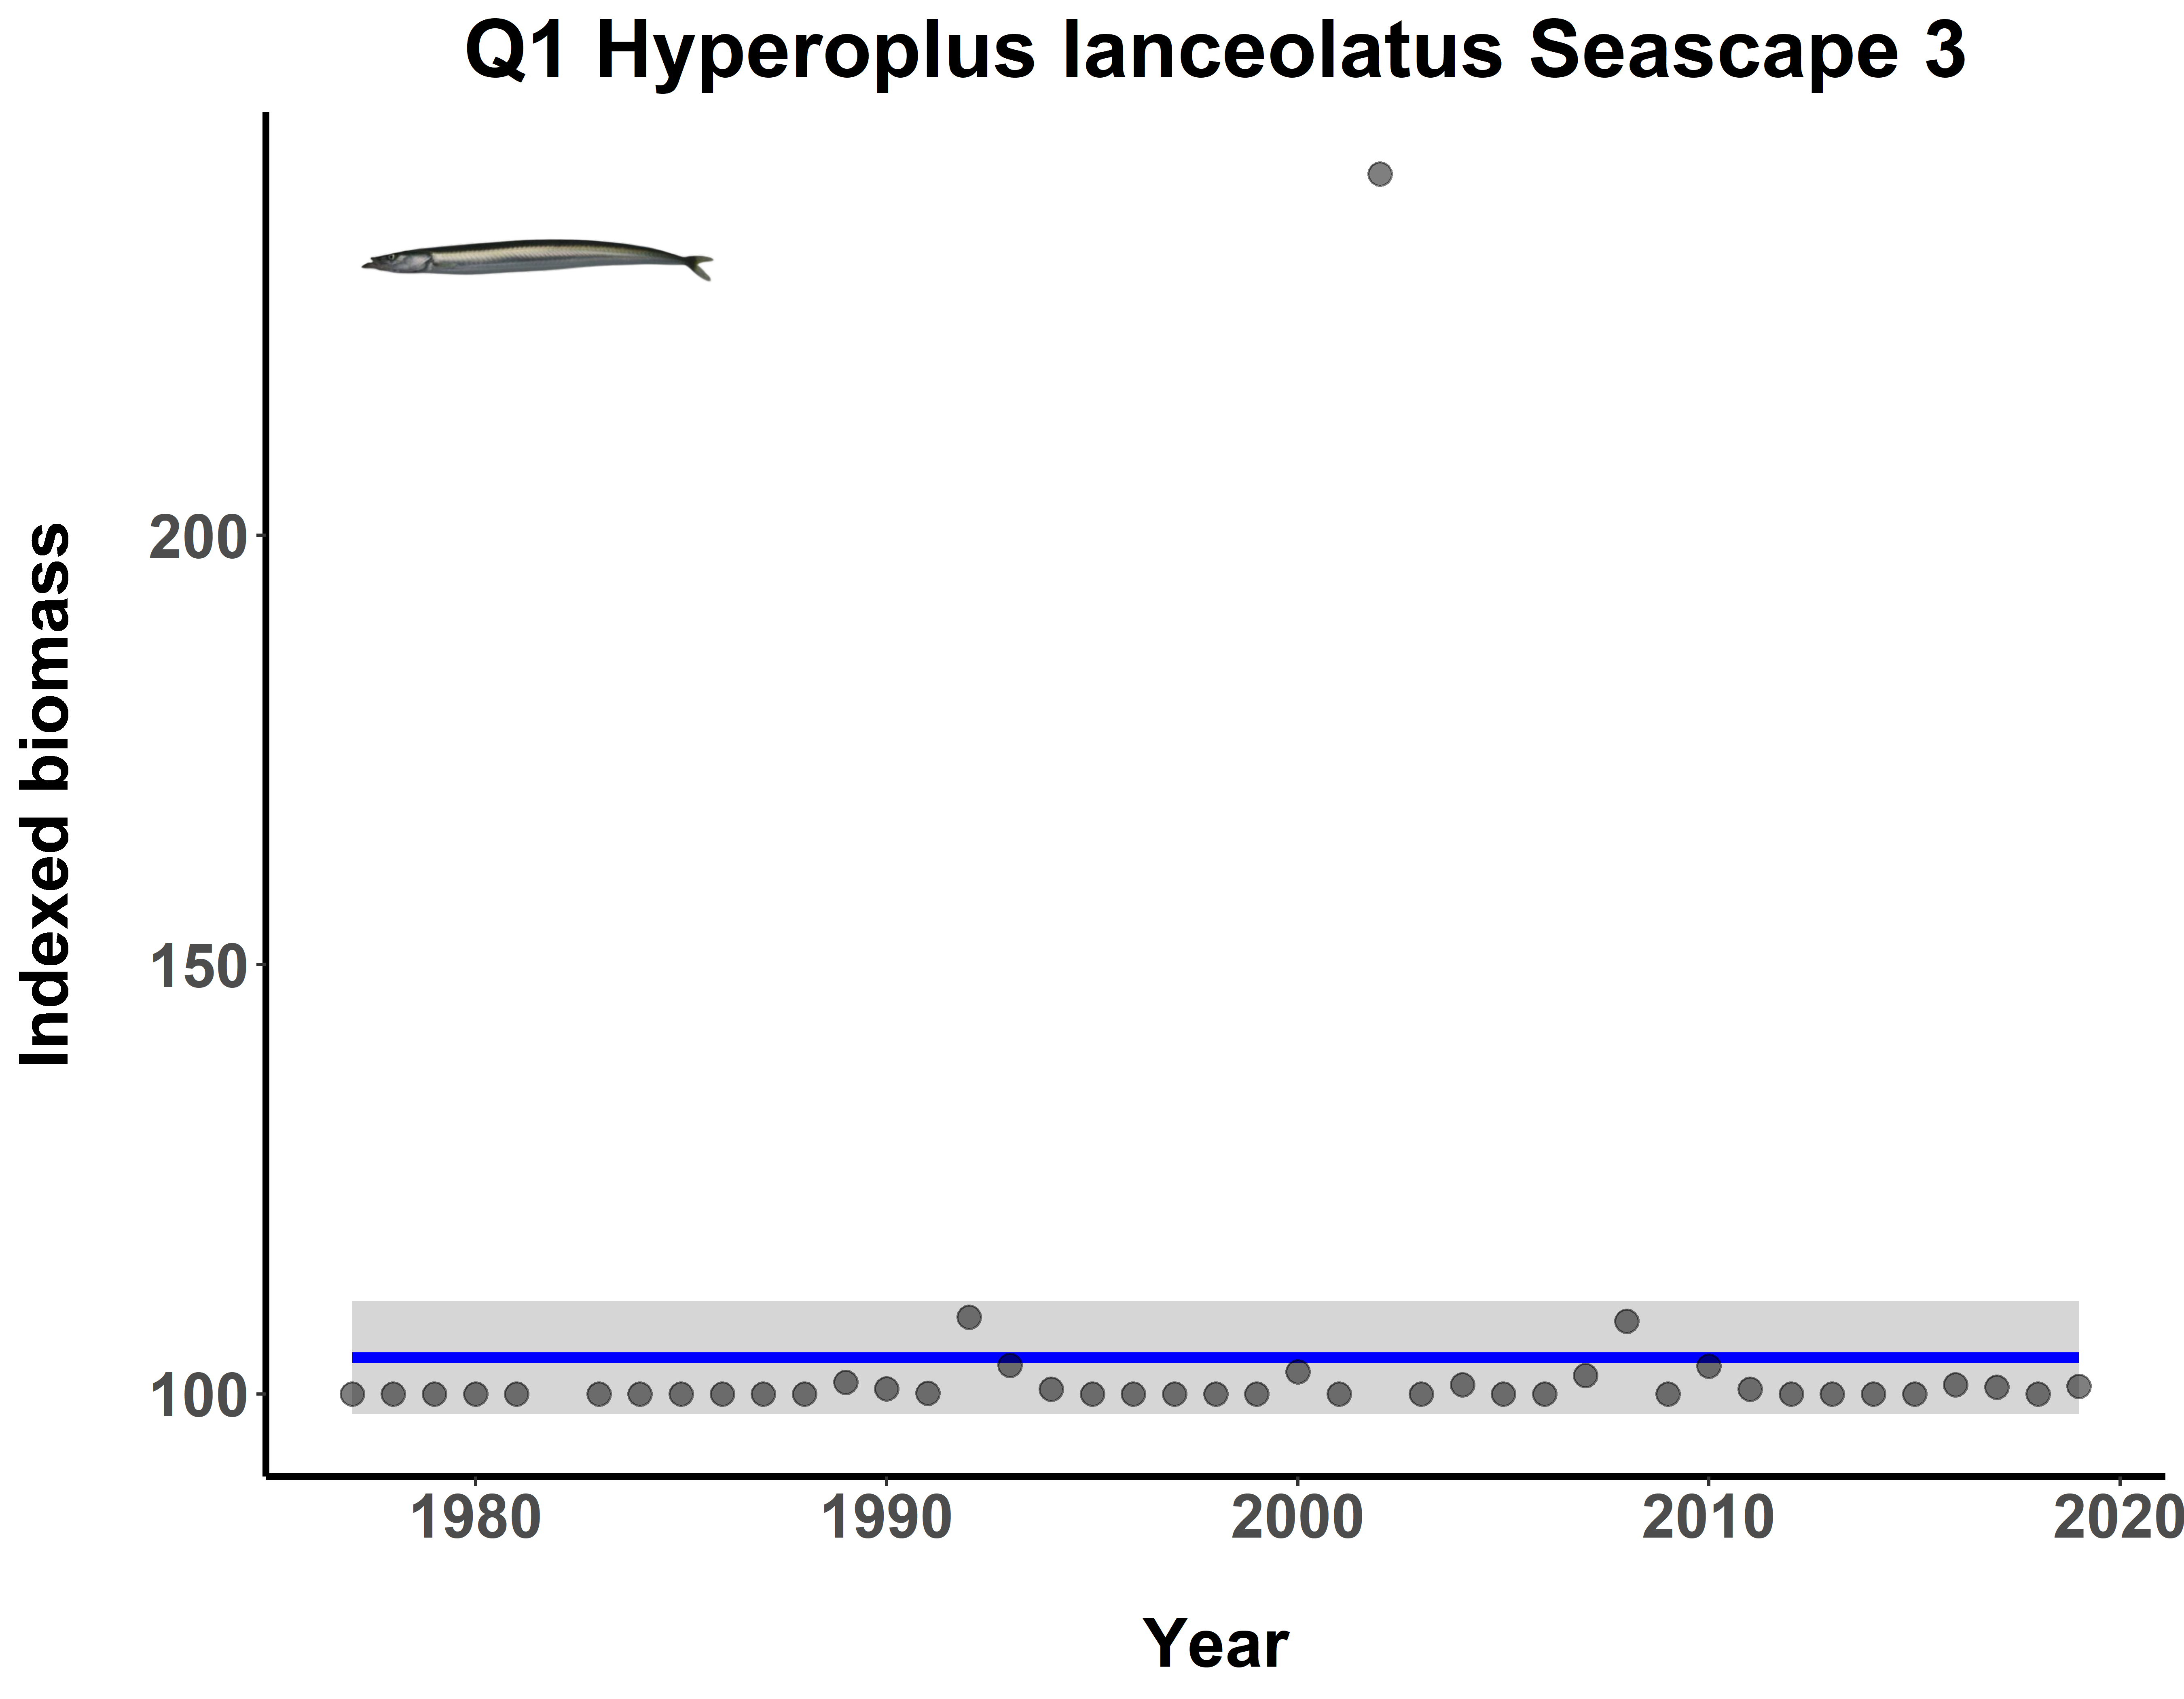 Q1 Hyperoplus lanceolatus Seascape 3
Indexed biomass
200
150
100
1980 1990 2000 2010 2020
Year